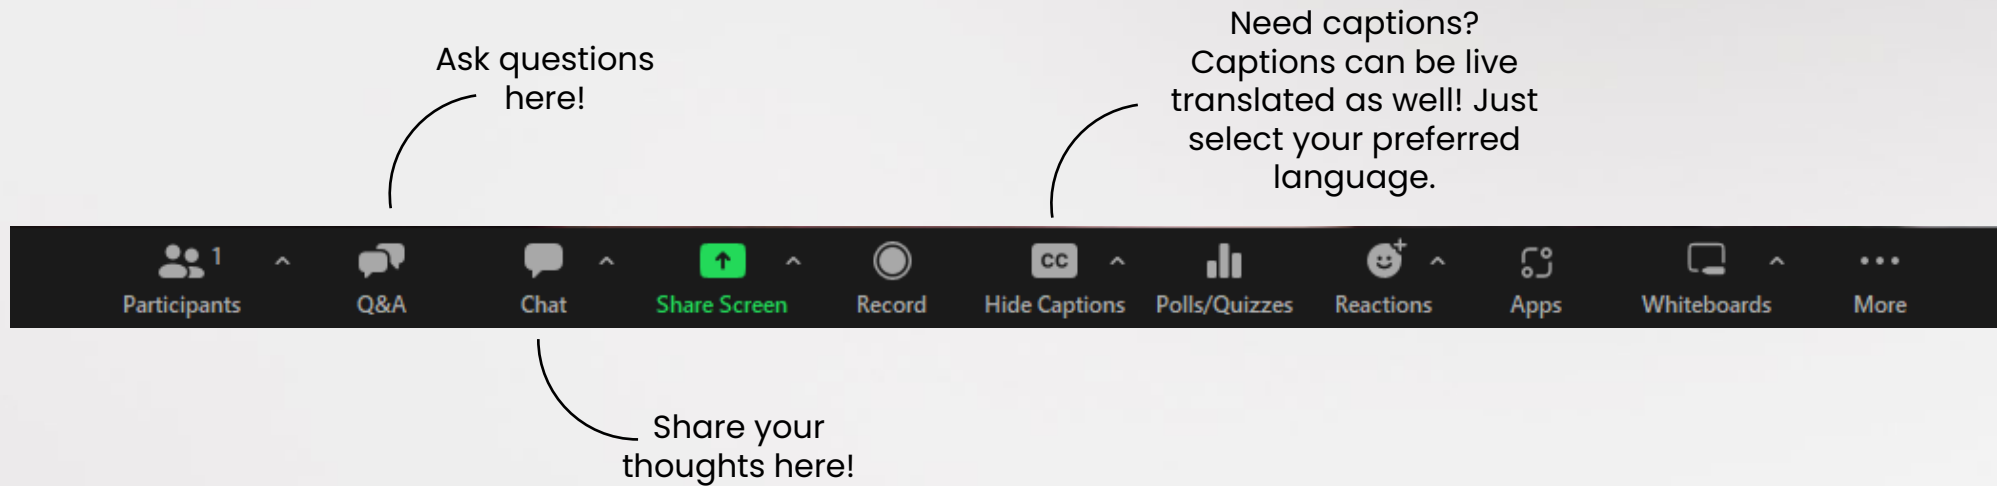 Need captions?
Captions can be live
translated as well! Just
select your preferred
language.
Ask questions
here!
1
Participants
Q&A
Chat
Share Screen
Record
CC
Hide Captions
Polls/Quizzes
Reactions
Apps
Whiteboards
More
Share your
thoughts here!